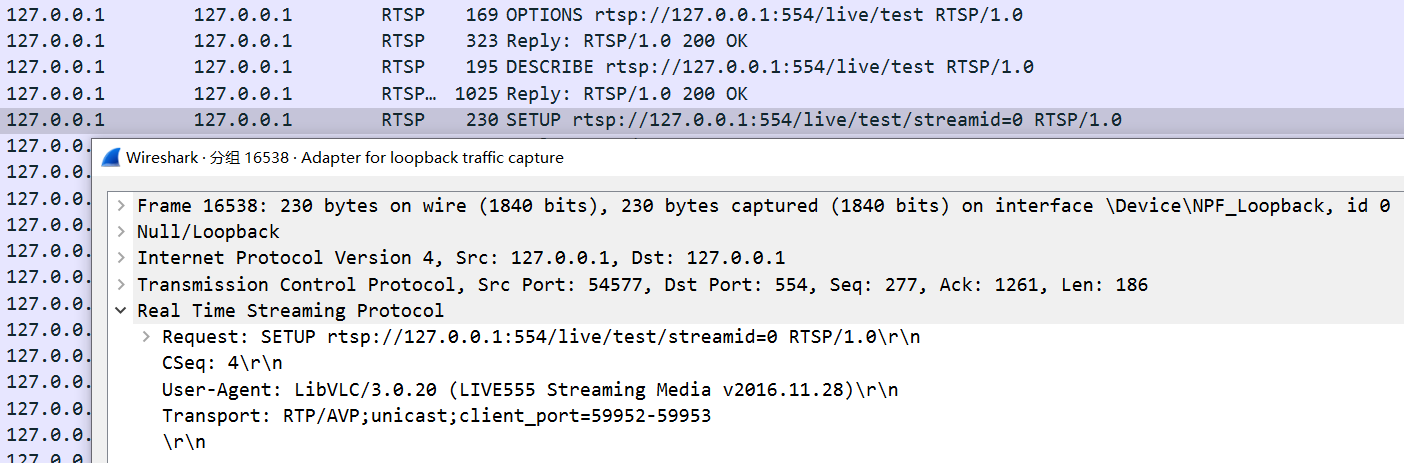 127.0.0.1 127.0.0.1 RTSP 169 OPTIONS rtsp://127.0.0.1:554/live/test RTSP/1.0
127.0.0.1 127.0.0.1 RTSP 323 Reply: RTSP/1.0 200 OK
127.0.0.1 127.0.0.1 RTSP 195 DESCRIBE rtsp://127.0.0.1:554/live/test RTSP/1.0
127.0.0.1 127.0.0.1 RTSP… 1025 Reply: RTSP/1.0 200 OK
127.0.0.1 127.0.0.1 RTSP 230 SETUP rtsp://127.0.0.1:554/live/test/streamid=0 RTSP/1.0
127.0.0.
127.0.0. Wireshark · 分组 16538 · Adapter for loopback traffic capture
127.0.0. Frame 16538: 230 bytes on wire (1840 bits), 230 bytes captured (1840 bits) on interface \Device\NPF_Loopback, id 0
127.0.0. Null/Loopback
127.0.0. Internet Protocol Version 4, Src: 127.0.0.1, Dst: 127.0.0.1
127.0.0. Transmission Control Protocol, Src Port: 54577, Dst Port: 554, Seq: 277, Ack: 1261, Len: 186
127.0.0. Real Time Streaming Protocol
127.0.0. Request: SETUP rtsp://127.0.0.1:554/live/test/streamid=0 RTSP/1.0\r\n
127.0.0. CSeq: 4\r\n
127.0.0. User-Agent: LibVLC/3.0.20 (LIVE555 Streaming Media v2016.11.28)\r\n
127.0.0. Transport: RTP/AVP;unicast;client_port=59952-59953
127.0.0. \r\n
127.0.0.